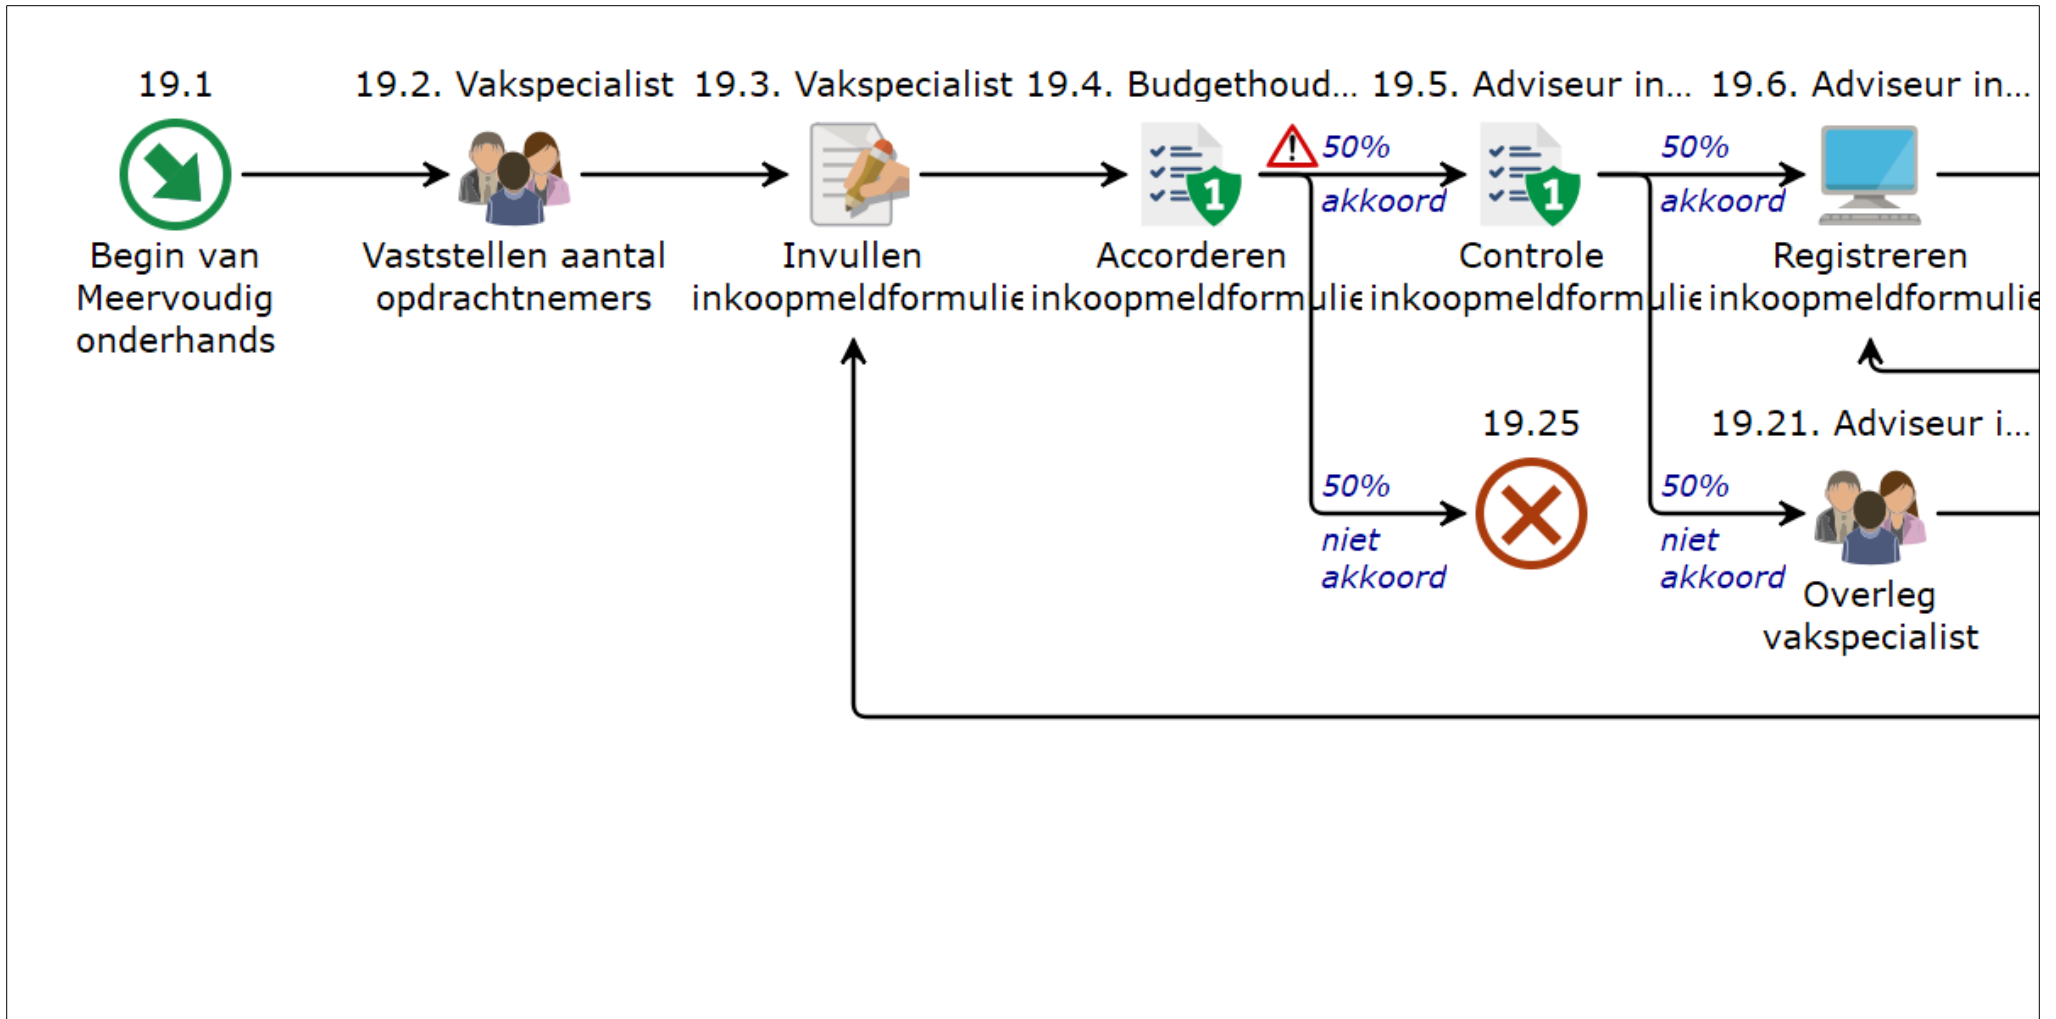 19.1
19.2. Vakspecialist
19.3. Vakspecialist
19.4. Budgethoud...
19.5. Adviseur in...
19.6. Adviseur in...
50%
akkoord
50%
akkoord
1
1
Begin van
Meervoudig
onderhands
Vaststellen aantal
opdrachtnemers
Invullen
inkoopmeldformulie
Accorderen
inkoopmeldformulie
Controle
inkoopmeldformulie
Registreren
inkoopmeldformulie
19.25
19.21. Adviseur i...
50%
niet
akkoord
50%
niet
akkoord
Overleg
vakspecialist